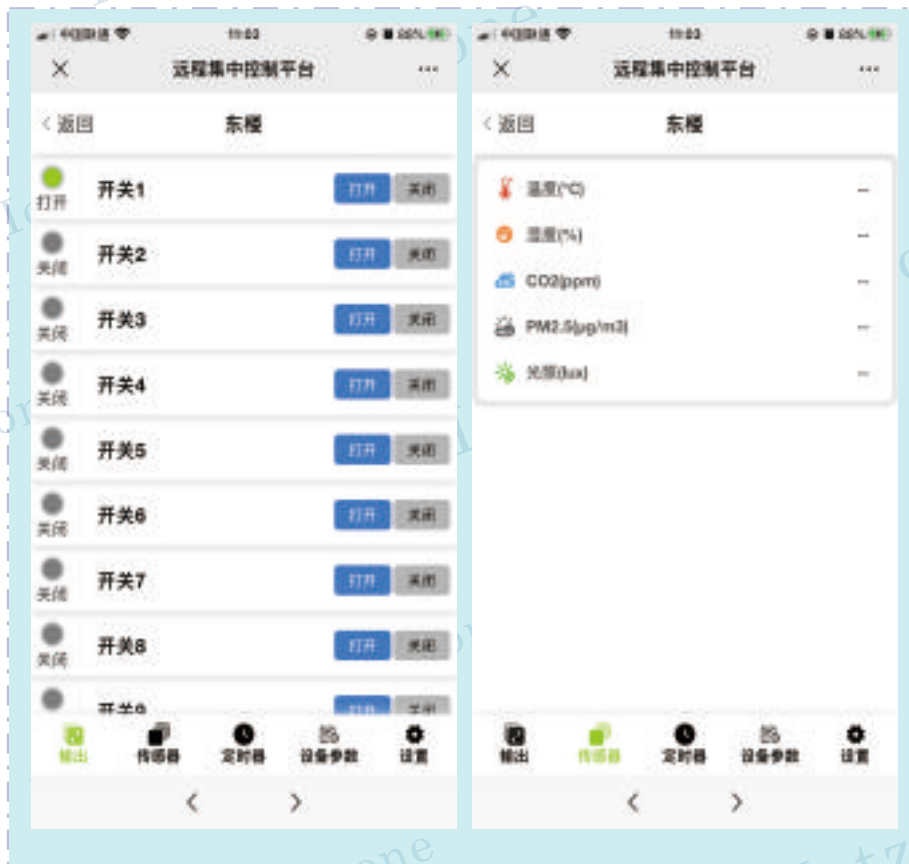 中国联通 11:03 88%
远程集中控制平台 ...
返回 东楼
打开 开关1 打开 关闭
关闭 开关2 打开 关闭
关闭 开关3 打开 关闭
关闭 开关4 打开 关闭
关闭 开关5 打开 关闭
关闭 开关6 打开 关闭
关闭 开关7 打开 关闭
关闭 开关8 打开 关闭
开关9 打开 关闭
输出 传感器 定时器 设备参数 设置
中国联通 11:03 88%
远程集中控制平台 ...
返回 东楼
温度(°C) --
湿度(%) --
CO2(ppm) --
PM2.5(μg/m3) --
光照(lux) --
输出 传感器 定时器 设备参数 设置